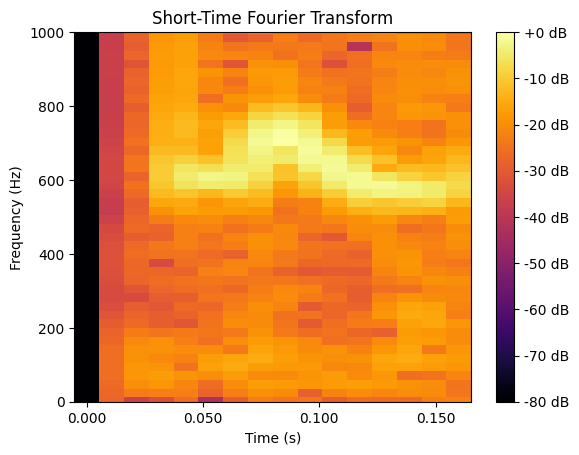 Short-Time Fourier Transform
1000
800
600
400
200
0
Frequency (Hz)
0.000
0.050
0.100
0.150
Time (s)
+0 dB
-10 dB
-20 dB
-30 dB
-40 dB
-50 dB
-60 dB
-70 dB
-80 dB